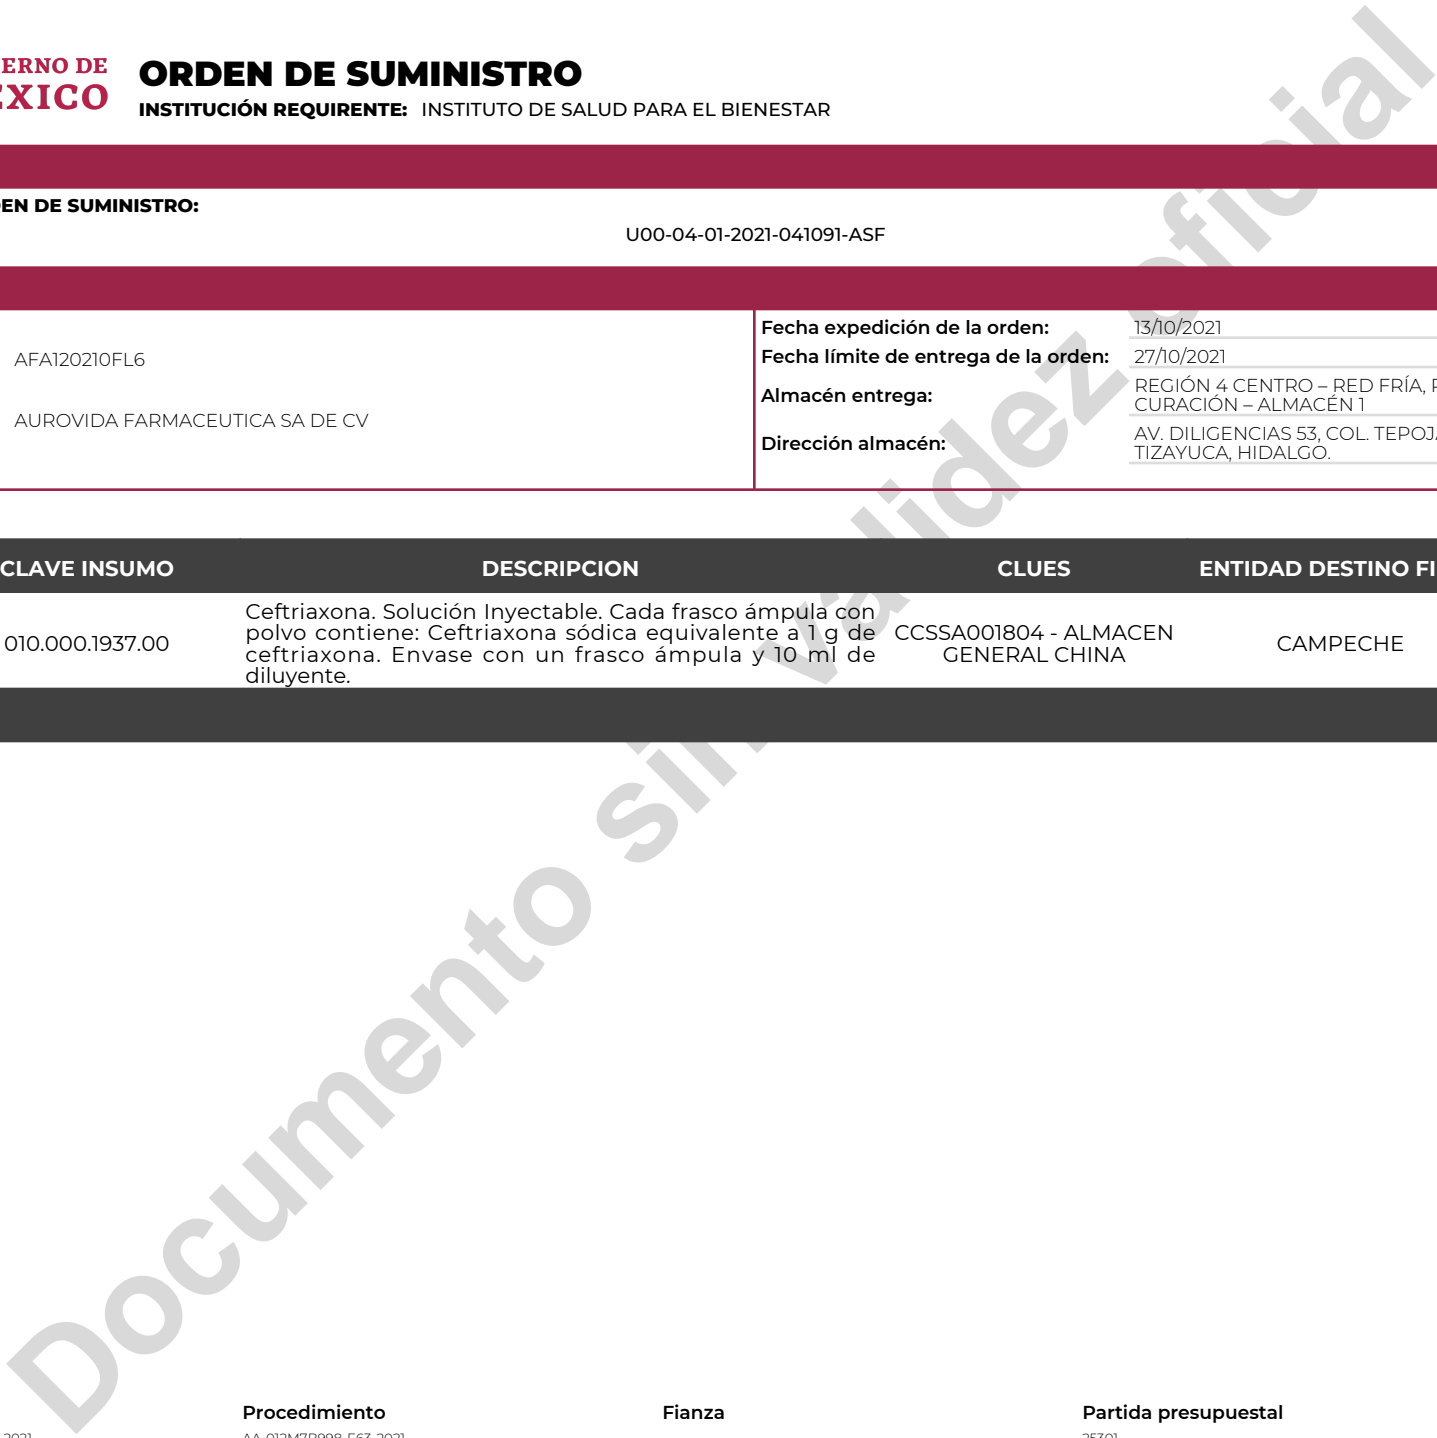 ERNO DE
ÉXICO
ORDEN DE SUMINISTRO
INSTITUCIÓN REQUIRENTE: INSTITUTO DE SALUD PARA EL BIENESTAR
EN DE SUMINISTRO:
U00-04-01-2021-041091-ASF
AFA120210FL6
AUROVIDA FARMACEUTICA SA DE CV
Fecha expedición de la orden: 13/10/2021
Fecha límite de entrega de la orden: 27/10/2021
Almacén entrega: REGIÓN 4 CENTRO – RED FRÍA,
CURACIÓN – ALMACÉN 1
Dirección almacén: AV. DILIGENCIAS 53, COL. TEPOJ
TIZAYUCA, HIDALGO.
CLAVE INSUMO DESCRIPCION CLUES ENTIDAD DESTINO FI
010.000.1937.00
Ceftriaxona. Solución Inyectable. Cada frasco ámpula con
polvo contiene: Ceftriaxona sódica equivalente a 1 g de
ceftriaxona. Envase con un frasco ámpula y 10 ml de
diluyente.
CCSSA001804 - ALMACEN
GENERAL CHINA
CAMPECHE
Documento sin validez oficial
Procedimiento Fianza Partida presupuestal